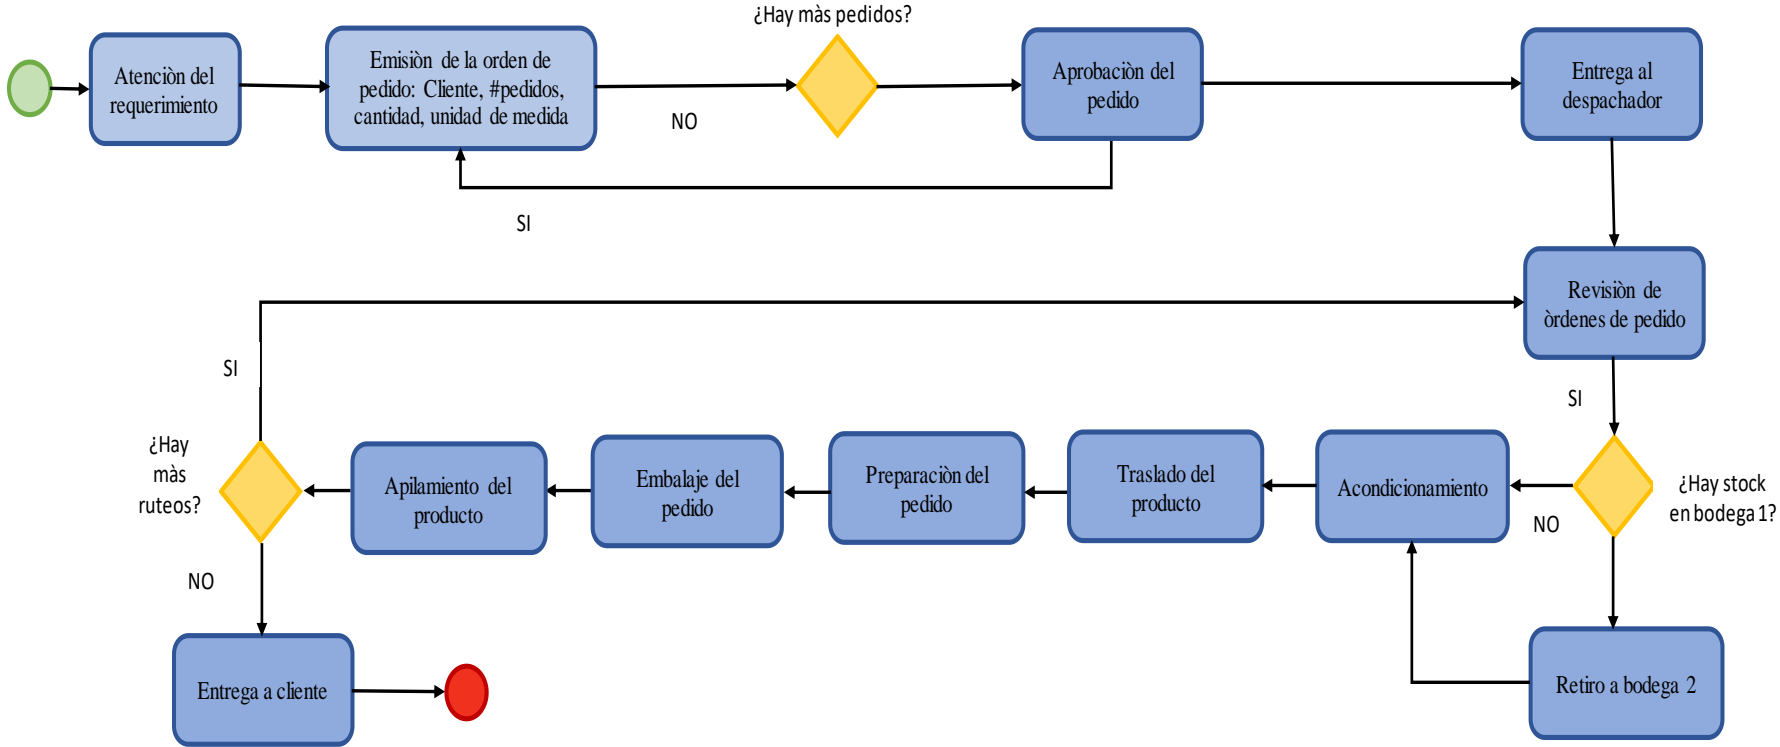 ¿Hay màs pedidos?
Atenciòn del
requerimiento
Emisiòn de la orden de
pedido: Cliente, #pedidos,
cantidad, unidad de medida
NO
Aprobaciòn del
pedido
Entrega al
despachador
SI
Revisiòn de
òrdenes de pedido
SI
SI
¿Hay
màs
ruteos?
Apilamiento del
producto
Embalaje del
pedido
Preparaciòn del
pedido
Traslado del
producto
Acondicionamiento
¿Hay stock
en bodega 1?
NO
NO
Entrega a cliente
Retiro a bodega 2